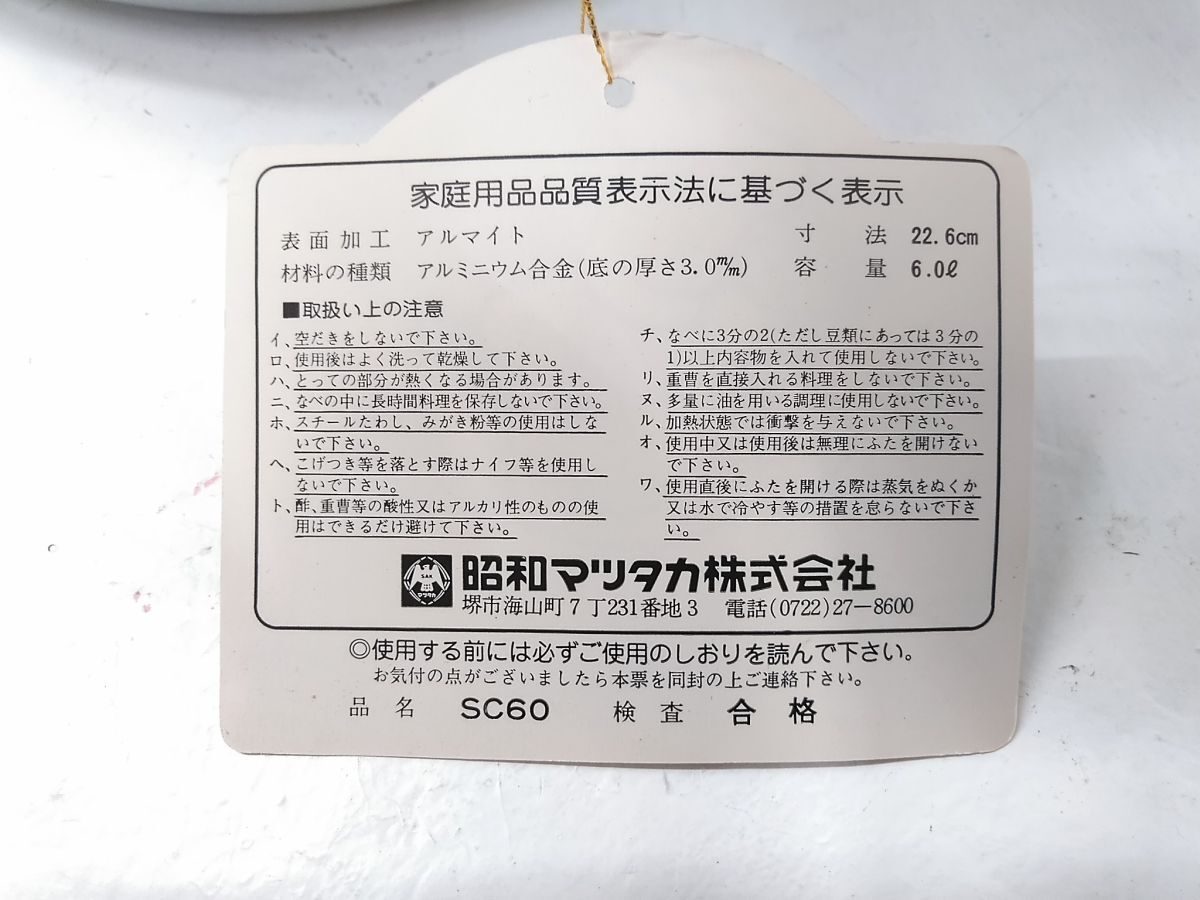 家庭用品品質表示法に基づく表示
表面加工 アルマイト 寸法 22.6cm
材料の種類 アルミニウム合金(底の厚さ3.0m/m) 容量 6.0ℓ
■取扱い上の注意
イ、空だきをしないで下さい。
ロ、使用後はよく洗って乾燥して下さい。
ハ、とっての部分が熱くなる場合があります。
ニ、なべの中に長時間料理を保存しないで下さい。
ホ、スチールたわし、みがき粉等の使用はしな
いで下さい。
ヘ、こげつき等を落とす際はナイフ等を使用し
ないで下さい。
ト、酢、重曹等の酸性又はアルカリ性のものの使
用はできるだけ避けて下さい。
チ、なべに3分の2(ただし豆類にあっては3分の
1)以上内容物を入れて使用しないで下さい。
リ、重曹を直接入れる料理をしないで下さい。
ヌ、多量に油を用いる調理に使用しないで下さい。
ル、加熱状態では衝撃を与えないで下さい。
オ、使用中又は使用後は無理にふたを開けない
で下さい。
ワ、使用直後にふたを開ける際は蒸気をぬくか
又は水で冷やす等の措置を怠らないで下さ
い。
SAK
マツタカ
昭和マツタカ株式会社
堺市海山町7丁231番地3 電話(0722)27-8600
◎使用する前には必ずご使用のしおりを読んで下さい。
お気付の点がございましたら本票を同封の上ご連絡下さい。
品名 SC60 検査 合格